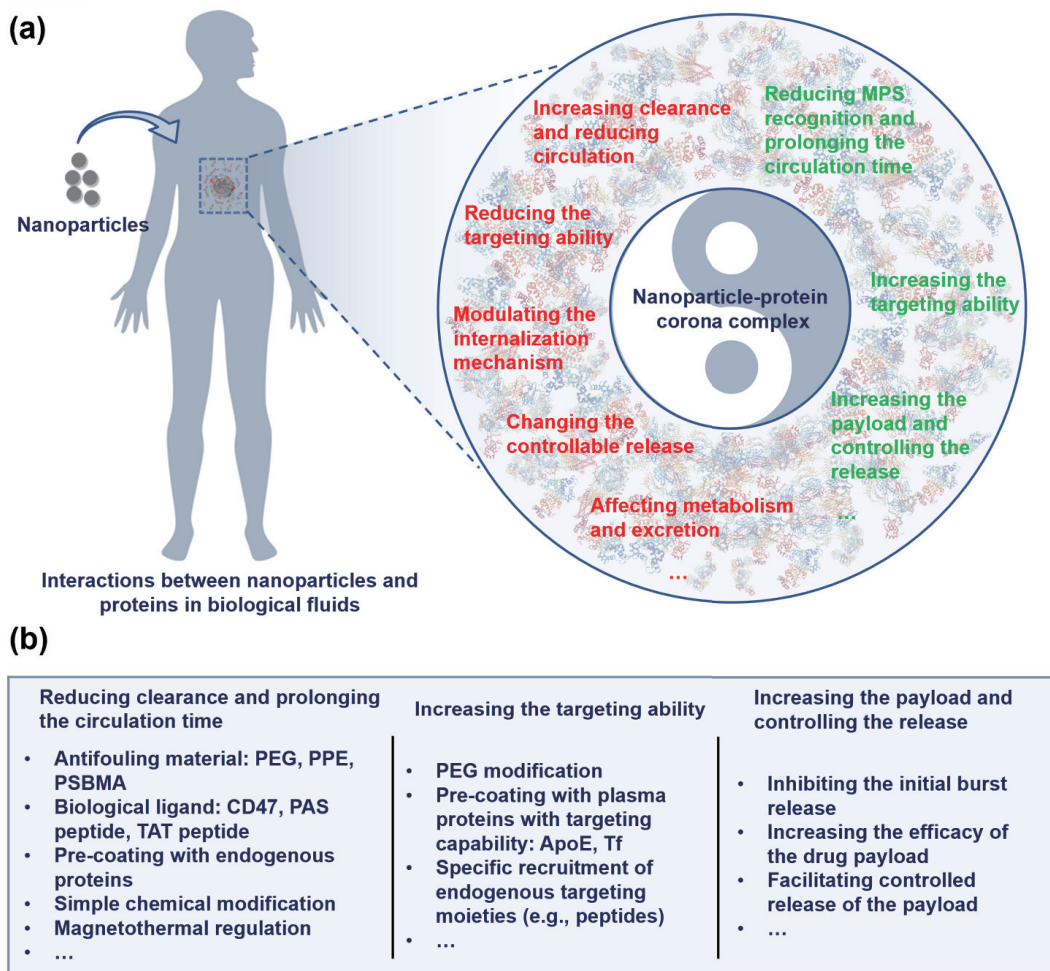 (a)
Nanoparticles
Increasing clearance
and reducing
circulation
Reducing MPS
recognition and
prolonging the
circulation time
Reducing the
targeting ability
Increasing the
targeting ability
Nanoparticle-protein
corona complex
Modulating the
internalization
mechanism
Increasing the
payload and
controlling the
release
Changing the
controllable release
Affecting metabolism
and excretion
...
...
Interactions between nanoparticles and
proteins in biological fluids
(b)
Reducing clearance and prolonging
the circulation time
• Antifouling material: PEG, PPE,
PSBMA
• Biological ligand: CD47, PAS
peptide, TAT peptide
• Pre-coating with endogenous
proteins
• Simple chemical modification
• Magnetothermal regulation
• ...
Increasing the targeting ability
• PEG modification
• Pre-coating with plasma
proteins with targeting
capability: ApoE, Tf
• Specific recruitment of
endogenous targeting
moieties (e.g., peptides)
• ...
Increasing the payload and
controlling the release
• Inhibiting the initial burst
release
• Increasing the efficacy of
the drug payload
• Facilitating controlled
release of the payload
• ...